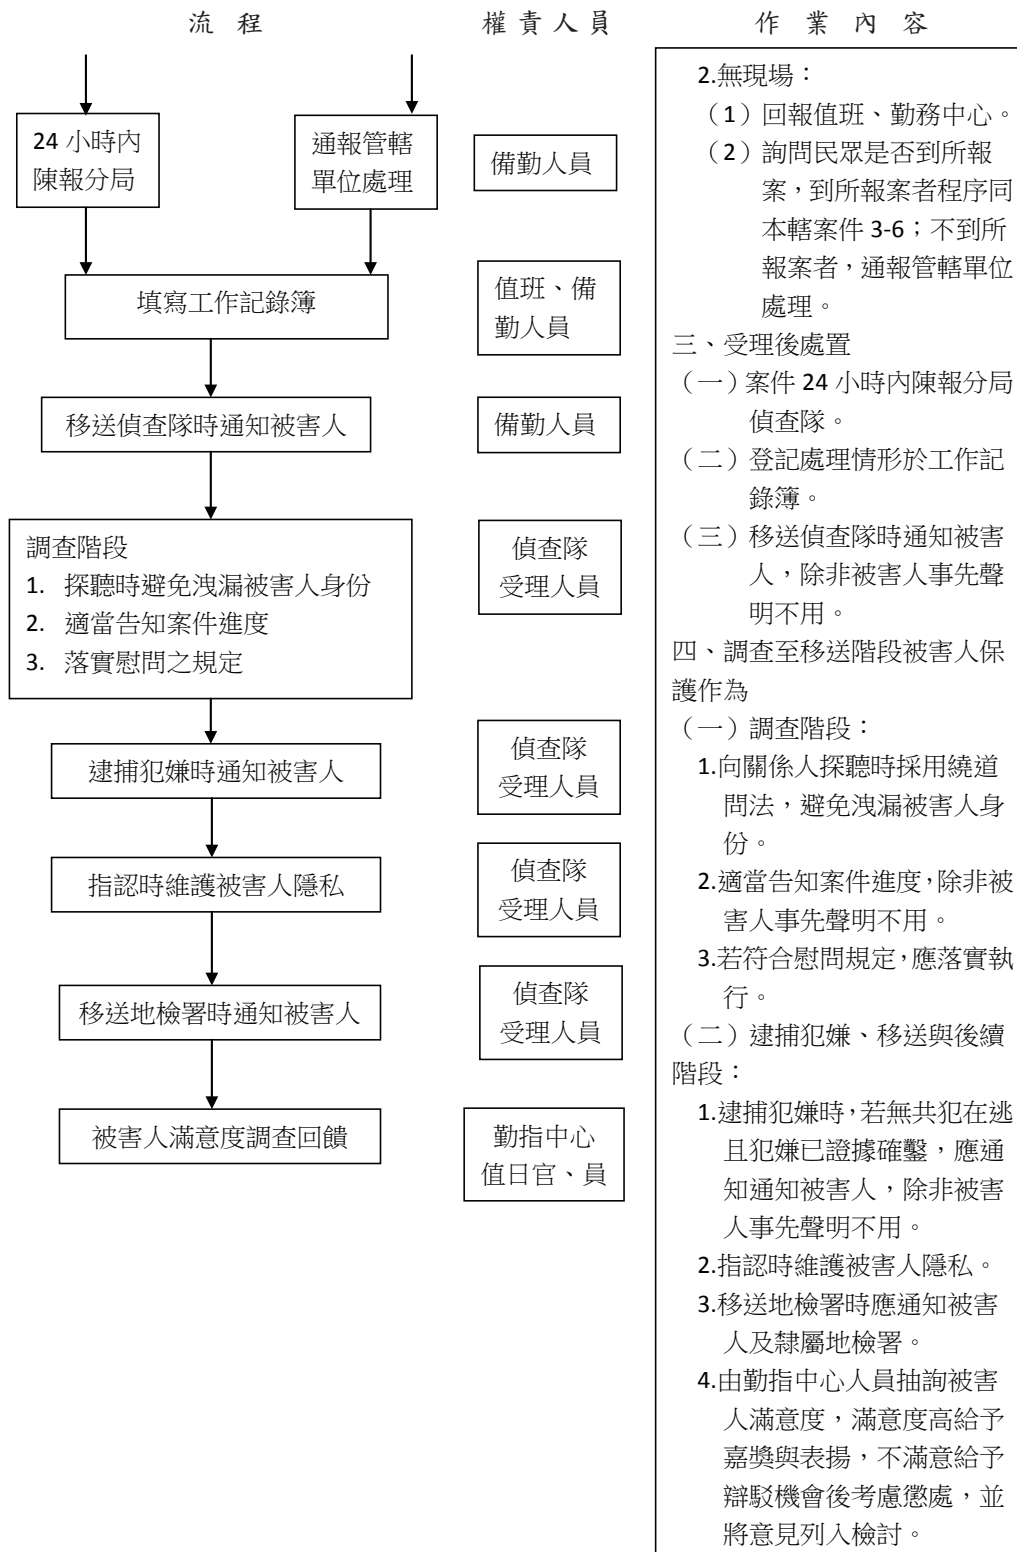 流 程
權 責 人 員
作 業 內 容
24 小時內
陳報分局
通報管轄
單位處理
備勤人員
填寫工作記錄簿
值班、備
勤人員
移送偵查隊時通知被害人
備勤人員
調查階段
1. 探聽時避免洩漏被害人身份
2. 適當告知案件進度
3. 落實慰問之規定
偵查隊
受理人員
逮捕犯嫌時通知被害人
偵查隊
受理人員
指認時維護被害人隱私
偵查隊
受理人員
移送地檢署時通知被害人
偵查隊
受理人員
被害人滿意度調查回饋
勤指中心
值日官、員
2.無現場：
（1）回報值班、勤務中心。
（2）詢問民眾是否到所報
案，到所報案者程序同
本轄案件 3-6；不到所
報案者，通報管轄單位
處理。
三、受理後處置
（一）案件 24 小時內陳報分局
偵查隊。
（二）登記處理情形於工作記
錄簿。
（三）移送偵查隊時通知被害
人，除非被害人事先聲
明不用。
四、調查至移送階段被害人保
護作為
（一）調查階段：
1.向關係人探聽時採用繞道
問法，避免洩漏被害人身
份。
2.適當告知案件進度，除非被
害人事先聲明不用。
3.若符合慰問規定，應落實執
行。
（二）逮捕犯嫌、移送與後續
階段：
1.逮捕犯嫌時，若無共犯在逃
且犯嫌已證據確鑿，應通
知通知被害人，除非被害
人事先聲明不用。
2.指認時維護被害人隱私。
3.移送地檢署時應通知被害
人及隸屬地檢署。
4.由勤指中心人員抽詢被害
人滿意度，滿意度高給予
嘉獎與表揚，不滿意給予
辯駁機會後考慮懲處，並
將意見列入檢討。